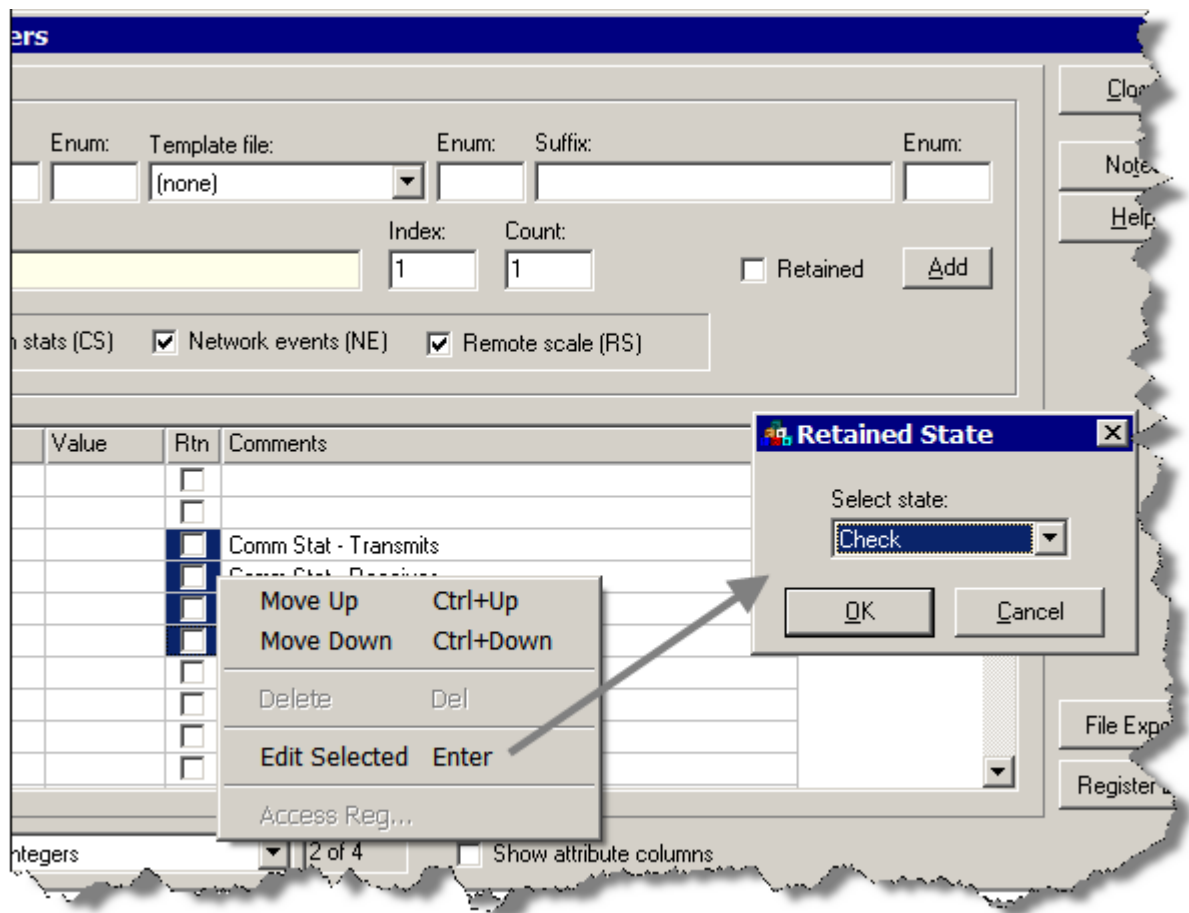 ers
Enum: Template file: Enum: Suffix: Enum:
(none)
Index: Count:
1 1 Retained Add
stats (CS) Network events (NE) Remote scale (RS)
Help
Value Rtn Comments
Comm Stat - Transmits
Move Up Ctrl+Up
Move Down Ctrl+Down
Delete Del
Edit Selected Enter
Access Reg...
Retained State
Select state:
Check
OK Cancel
File Expo
Register
ntegers 2 of 4 Show attribute columns